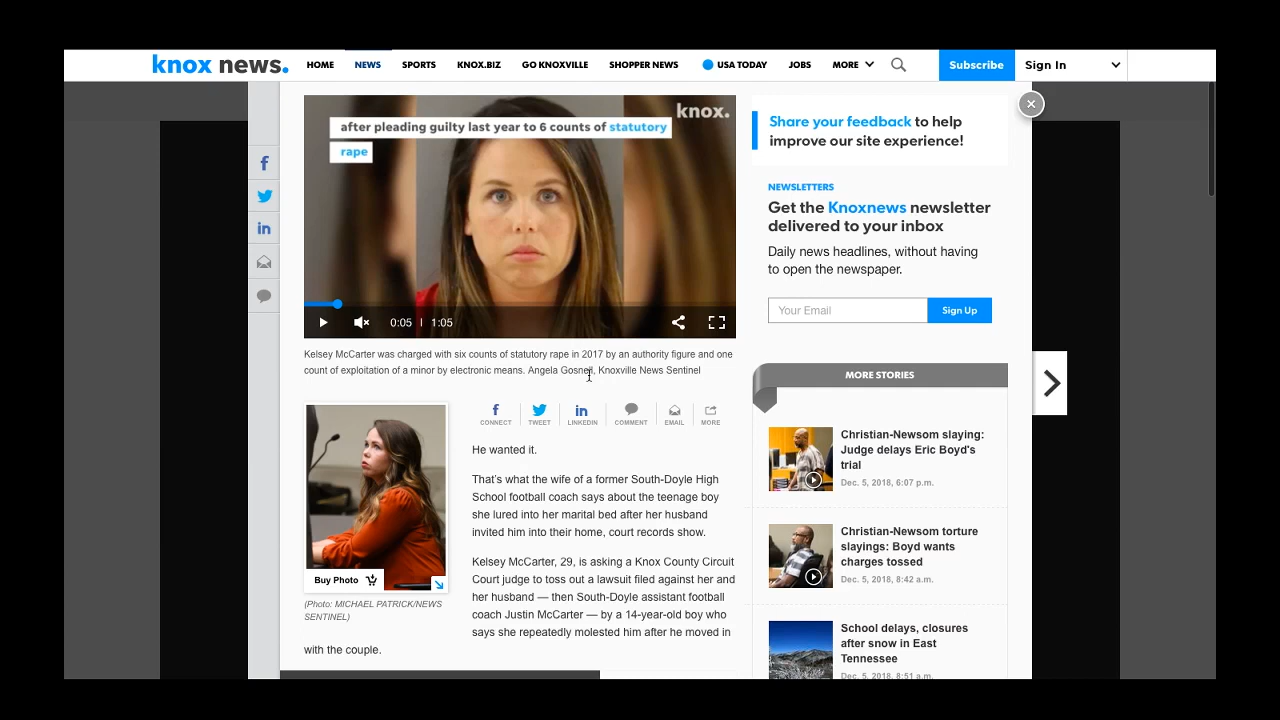 knox news.
HOME
NEWS
SPORTS
KNOX.BIZ
GO KNOXVILLE
SHOPPER NEWS
USA TODAY
JOBS
MORE
Subscribe
Sign In
knox.
after pleading guilty last year to 6 counts of statutory
rape
0:05 | 1:05
Kelsey McCarter was charged with six counts of statutory rape in 2017 by an authority figure and one
count of exploitation of a minor by electronic means. Angela Gosnell, Knoxville News Sentinel
CONNECT
TWEET
LINKEDIN
COMMENT
EMAIL
MORE
Buy Photo
(Photo: MICHAEL PATRICK/NEWS
SENTINEL)
He wanted it.
That's what the wife of a former South-Doyle High
School football coach says about the teenage boy
she lured into her marital bed after her husband
invited him into their home, court records show.
Kelsey McCarter, 29, is asking a Knox County Circuit
Court judge to toss out a lawsuit filed against her and
her husband — then South-Doyle assistant football
coach Justin McCarter — by a 14-year-old boy who
says she repeatedly molested him after he moved in
with the couple.
Share your feedback to help
improve our site experience!
NEWSLETTERS
Get the Knoxnews newsletter
delivered to your inbox
Daily news headlines, without having
to open the newspaper.
Your Email
Sign Up
MORE STORIES
Christian-Newsom slaying:
Judge delays Eric Boyd's
trial
Dec. 5, 2018, 6:07 p.m.
Christian-Newsom torture
slayings: Boyd wants
charges tossed
Dec. 5, 2018, 8:42 a.m.
School delays, closures
after snow in East
Tennessee
Dec. 5, 2018, 8:51 a.m.